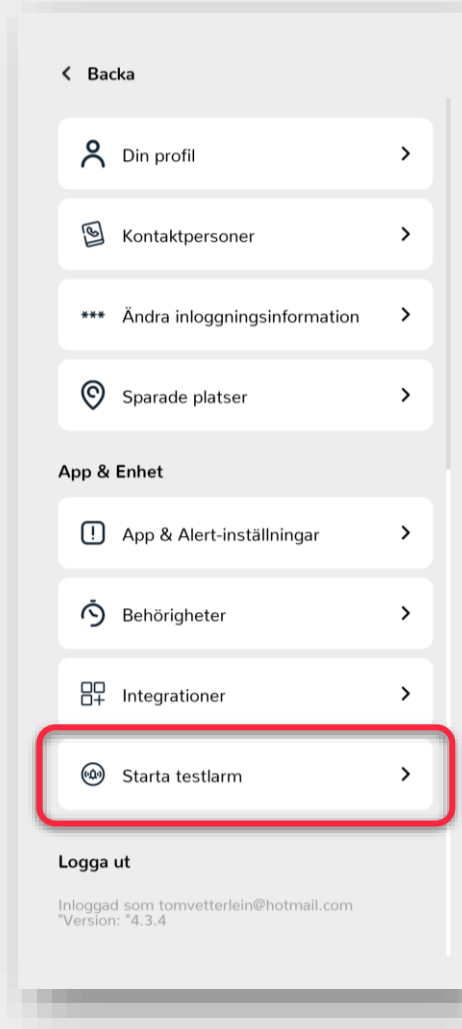 Backa
Din profil
Kontaktpersoner
*** Ändra inloggningsinformation
Sparade platser
App & Enhet
App & Alert-inställningar
Behörigheter
Integrationer
Starta testlarm
Logga ut
Inloggad som tomvetterlein@hotmail.com
"Version: "4.3.4